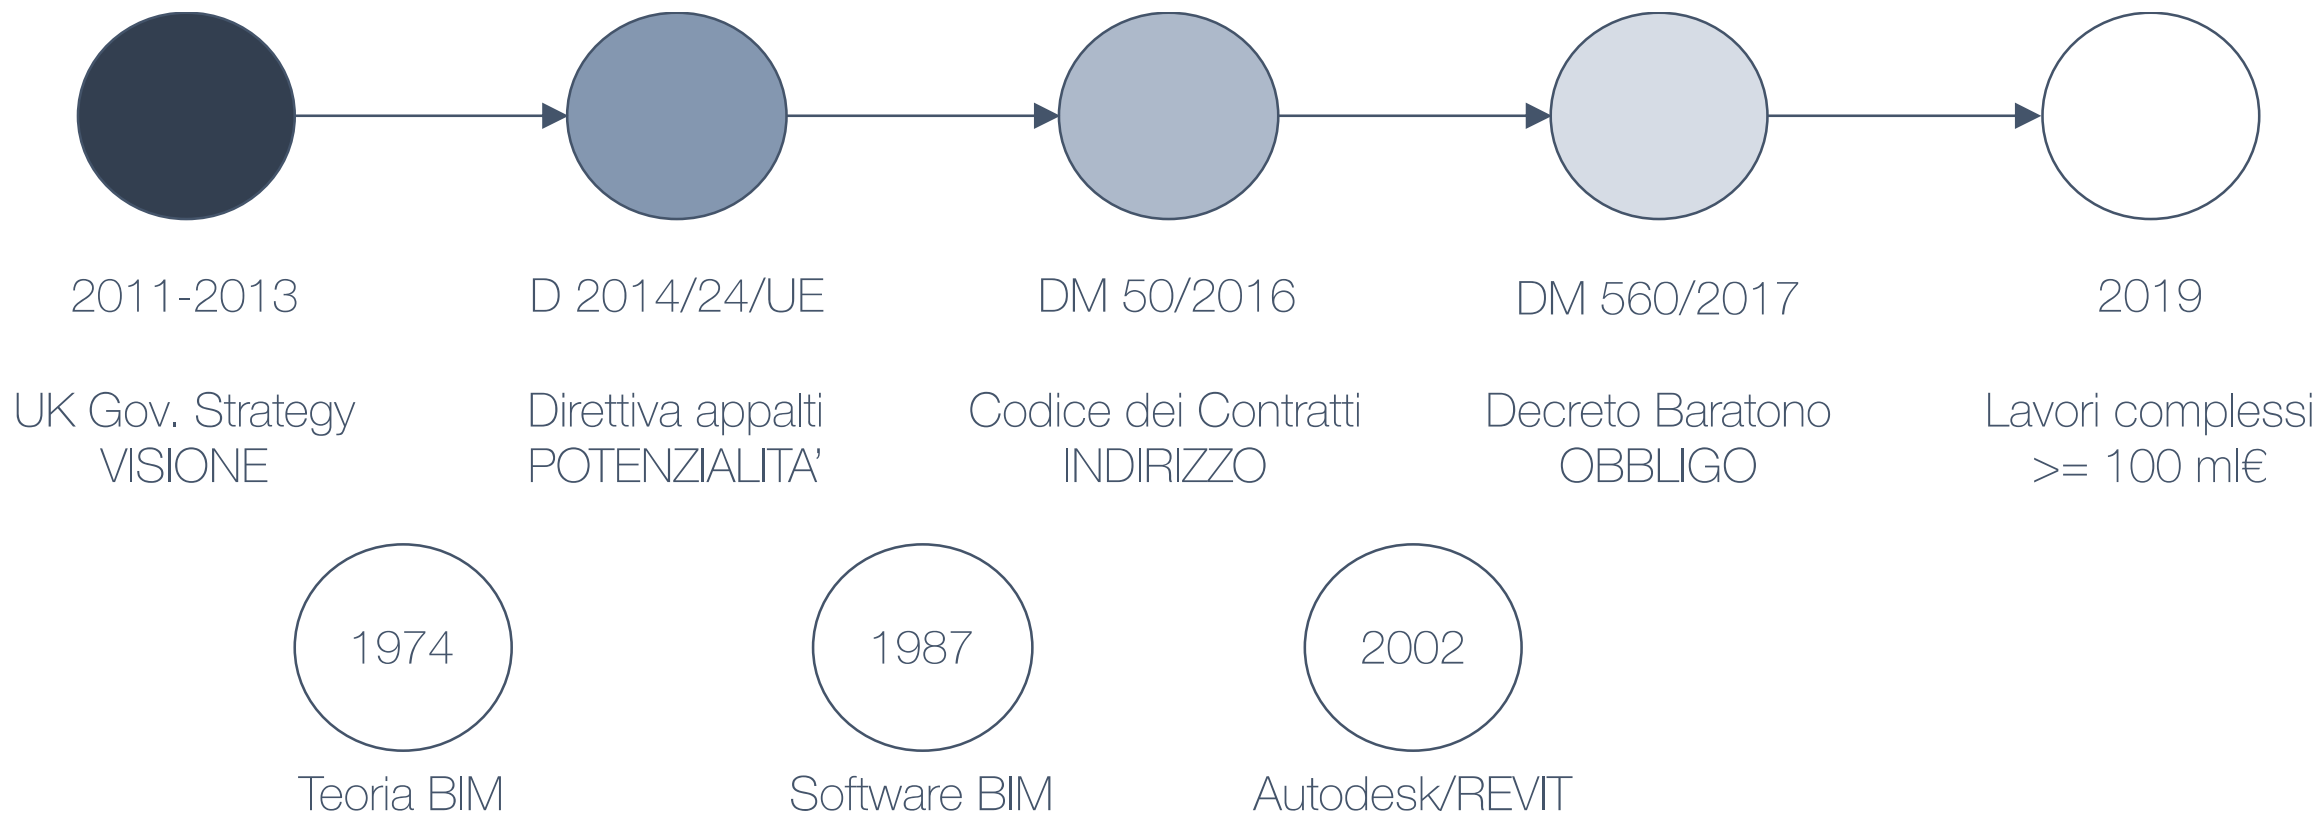 2011-2013
UK Gov. Strategy
VISIONE
D 2014/24/UE
Direttiva appalti
POTENZIALITA’
DM 50/2016
Codice dei Contratti
INDIRIZZO
DM 560/2017
Decreto Baratono
OBBLIGO
2019
Lavori complessi
>= 100 ml€
1974
Teoria BIM
1987
Software BIM
2002
Autodesk/REVIT